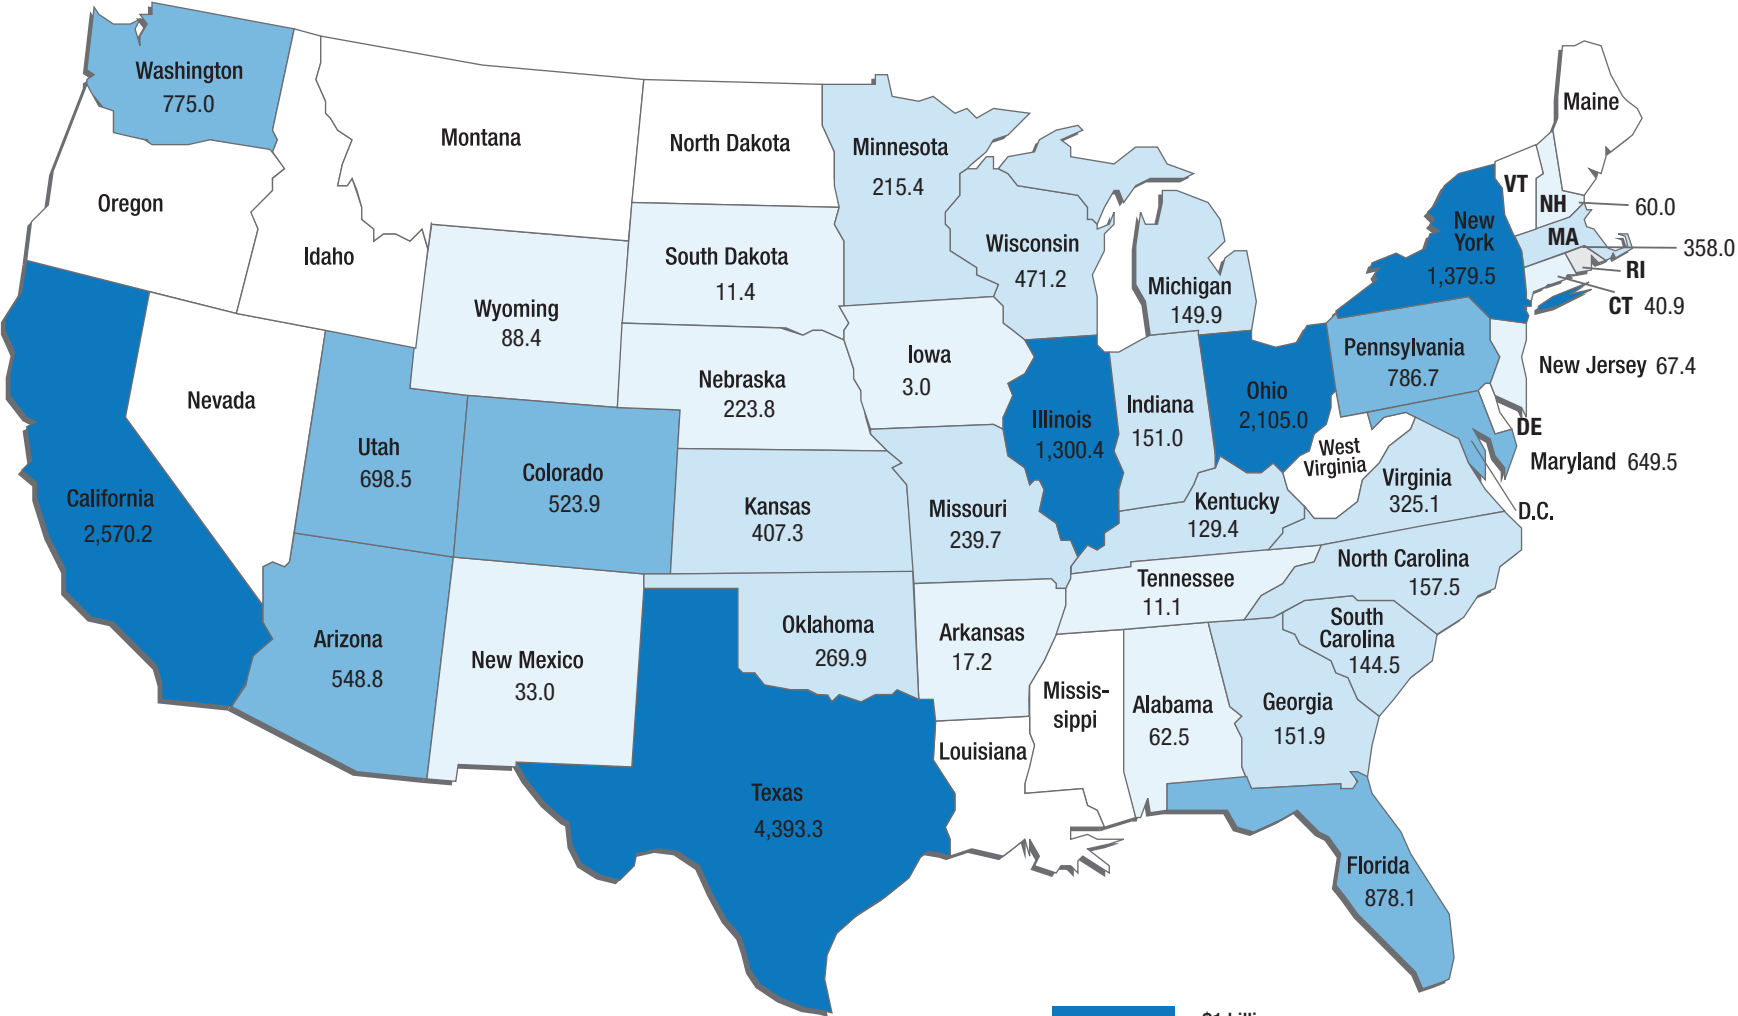 Washington
775.0
Oregon
Idaho
Montana
North Dakota
Minnesota
215.4
Wisconsin
471.2
Michigan
149.9
Maine
VT
NH
60.0
New
York
1,379.5
MA
358.0
RI
CT 40.9
South Dakota
11.4
Wyoming
88.4
Nebraska
223.8
Iowa
3.0
Illinois
1,300.4
Indiana
151.0
Ohio
2,105.0
Pennsylvania
786.7
New Jersey 67.4
DE
Maryland 649.5
D.C.
West
Virginia
Virginia
325.1
Nevada
Utah
698.5
Colorado
523.9
California
2,570.2
Kansas
407.3
Missouri
239.7
Kentucky
129.4
North Carolina
157.5
Tennessee
11.1
South
Carolina
144.5
Arizona
548.8
New Mexico
33.0
Oklahoma
269.9
Arkansas
17.2
Missis-
sippi
Alabama
62.5
Georgia
151.9
Louisiana
Texas
4,393.3
Florida
878.1